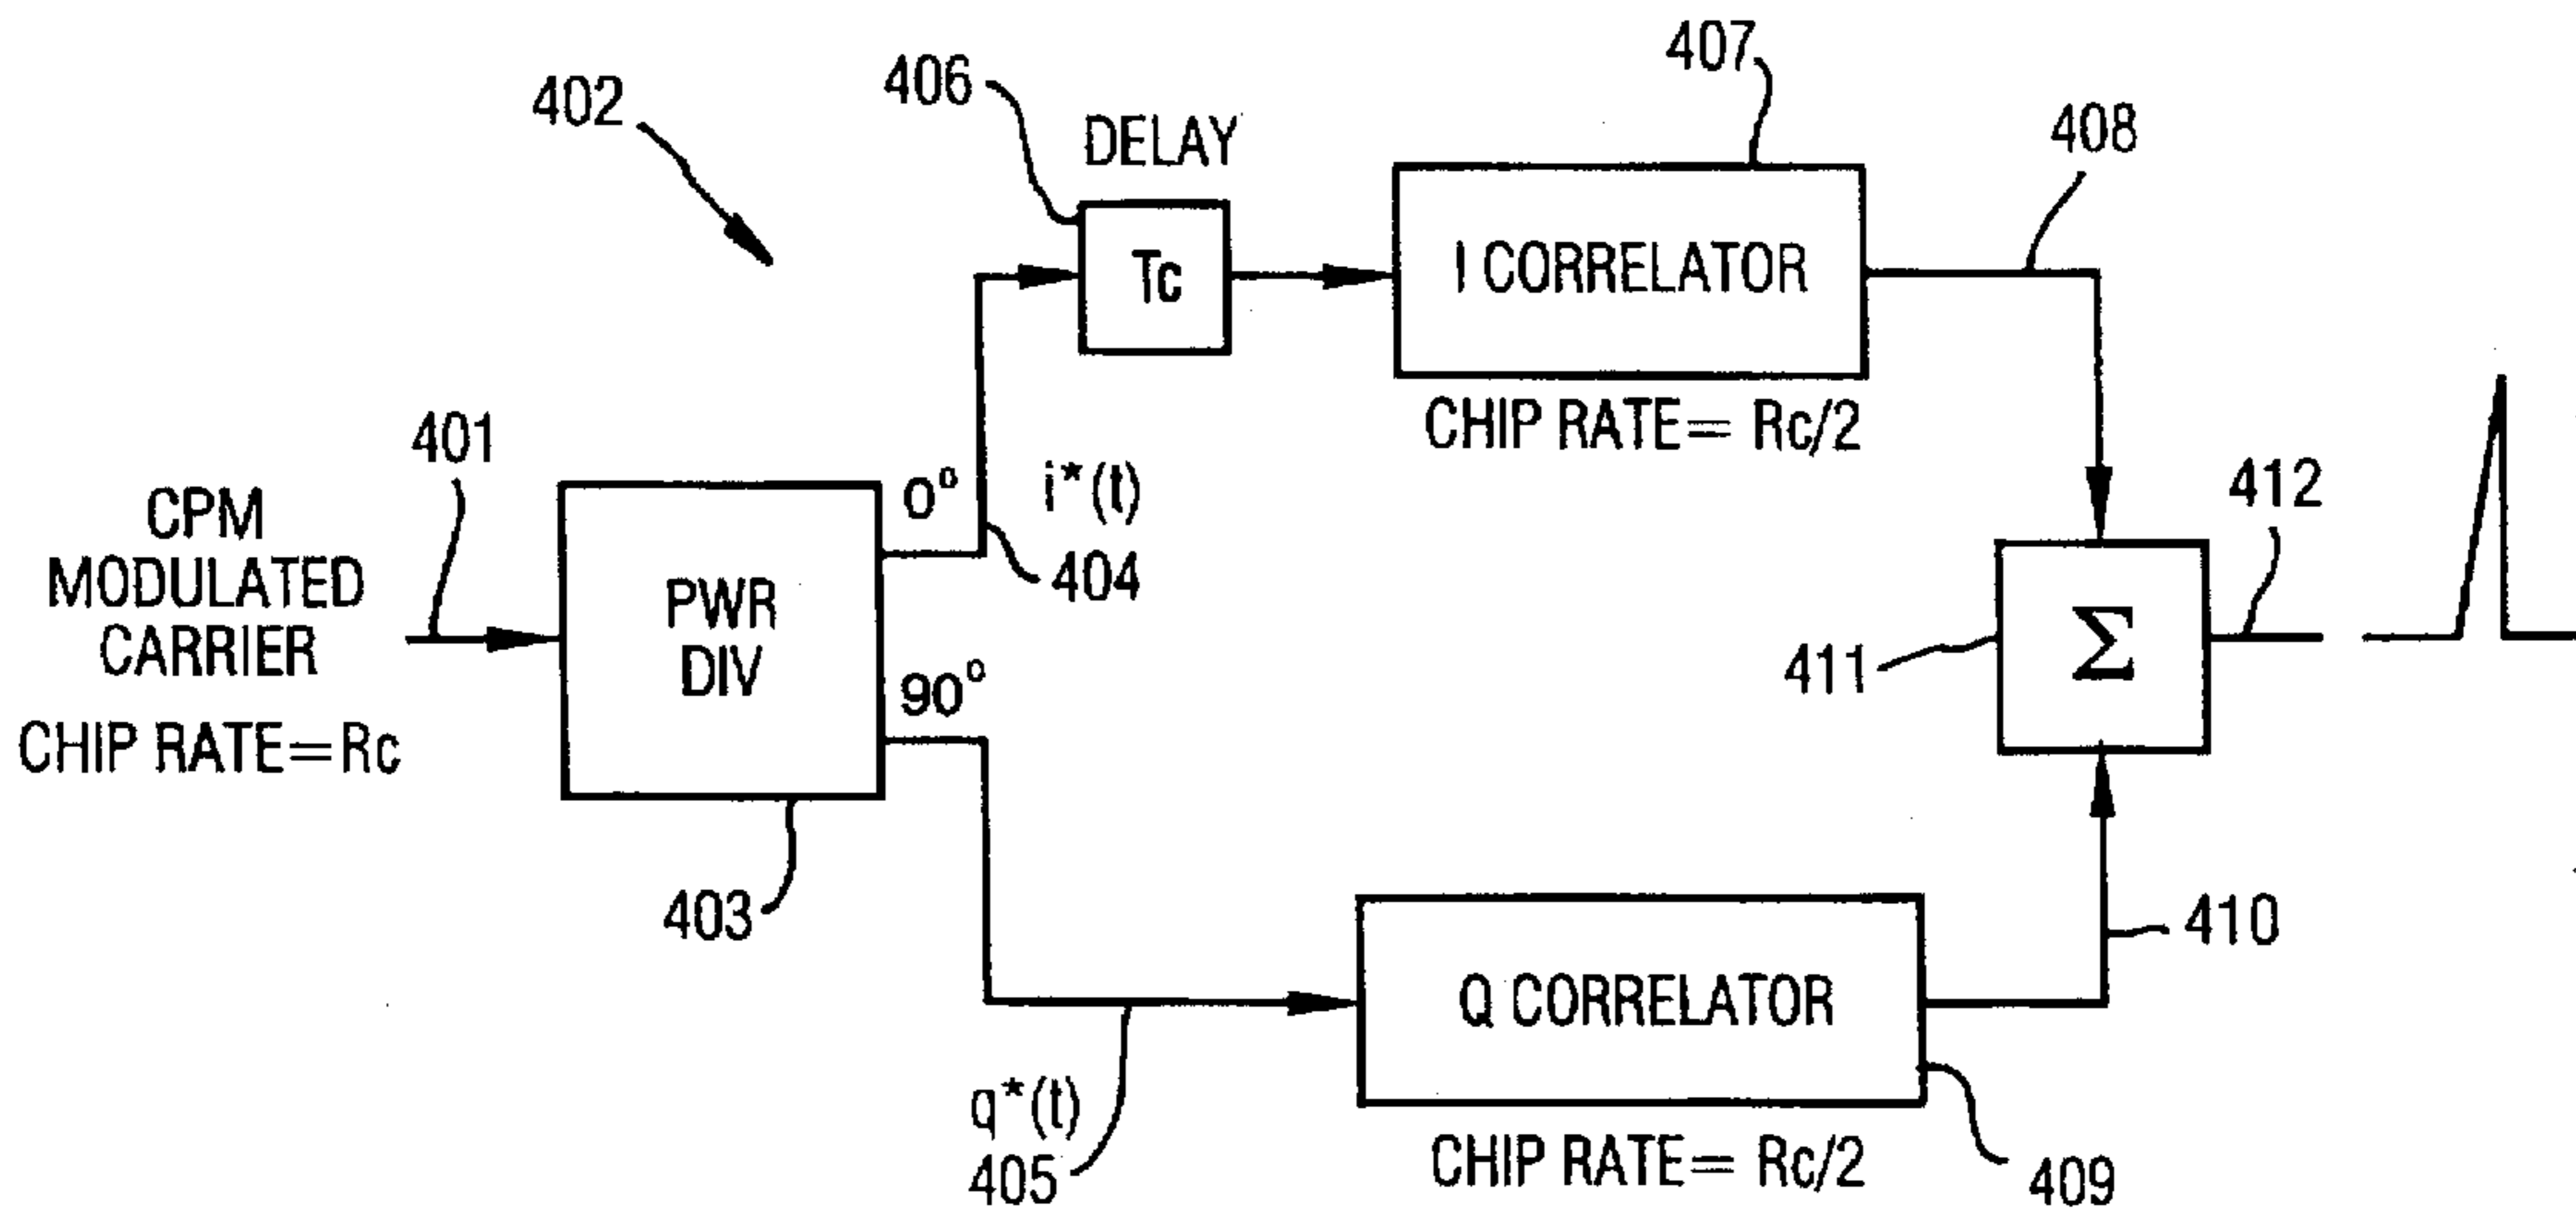 402
406
DELAY
Tc
407
I CORRELATOR
CHIP RATE= Rc/2
408
401
CPM
MODULATED
CARRIER
CHIP RATE=Rc
PWR
DIV
403
0°
i*(t)
404
90°
q*(t)
405
Q CORRELATOR
CHIP RATE= Rc/2
409
410
411
Σ
412